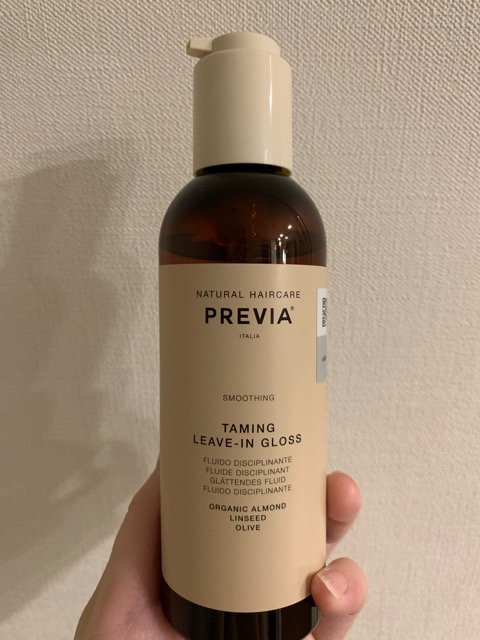 NATURAL HAIRCARE
PREVIA®
ITALIA
SMOOTHING
TAMING
LEAVE-IN GLOSS
FLUIDO DISCIPLINANTE
FLUIDE DISCIPLINANT
GLÄTTENDES FLUID
FLUIDO DISCIPLINANTE
ORGANIC ALMOND
LINSEED
OLIVE